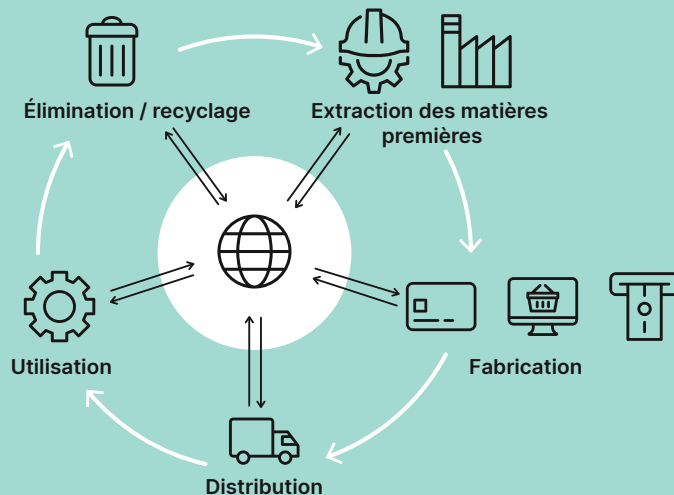 Élimination / recyclage
Extraction des matières
premières
Utilisation
Fabrication
Distribution